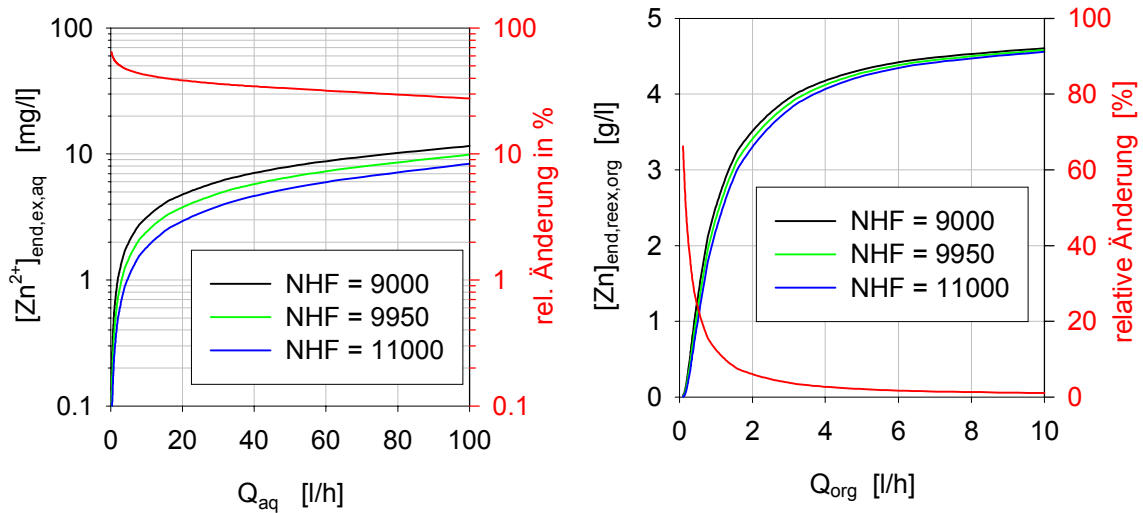 [Zn2+]end,ex,aq [mg/l]
100
10
1
0.1
NHF = 9000
NHF = 9950
NHF = 11000
0 20 40 60 80 100
Qaq [l/h]
100
10
1
0.1
rel. Änderung in %
[Zn]end,reex,org [g/l]
5
4
3
2
1
0
NHF = 9000
NHF = 9950
NHF = 11000
0 2 4 6 8 10
Qorg [l/h]
100
80
60
40
20
0
relative Änderung [%]